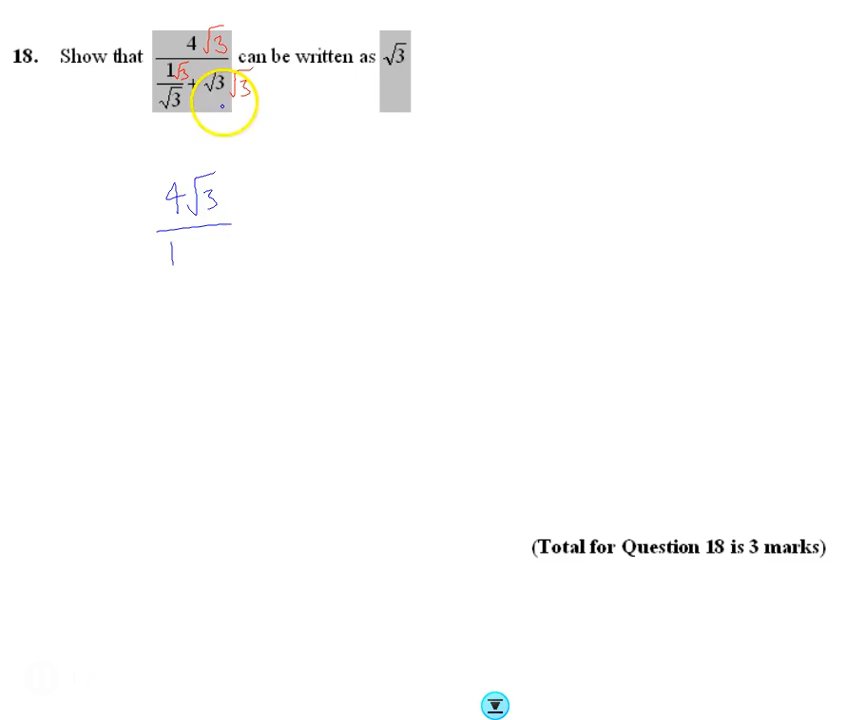 18. Show that 4√3 / (1√3/√3 + √3√3) can be written as √3
4√3
1
(Total for Question 18 is 3 marks)